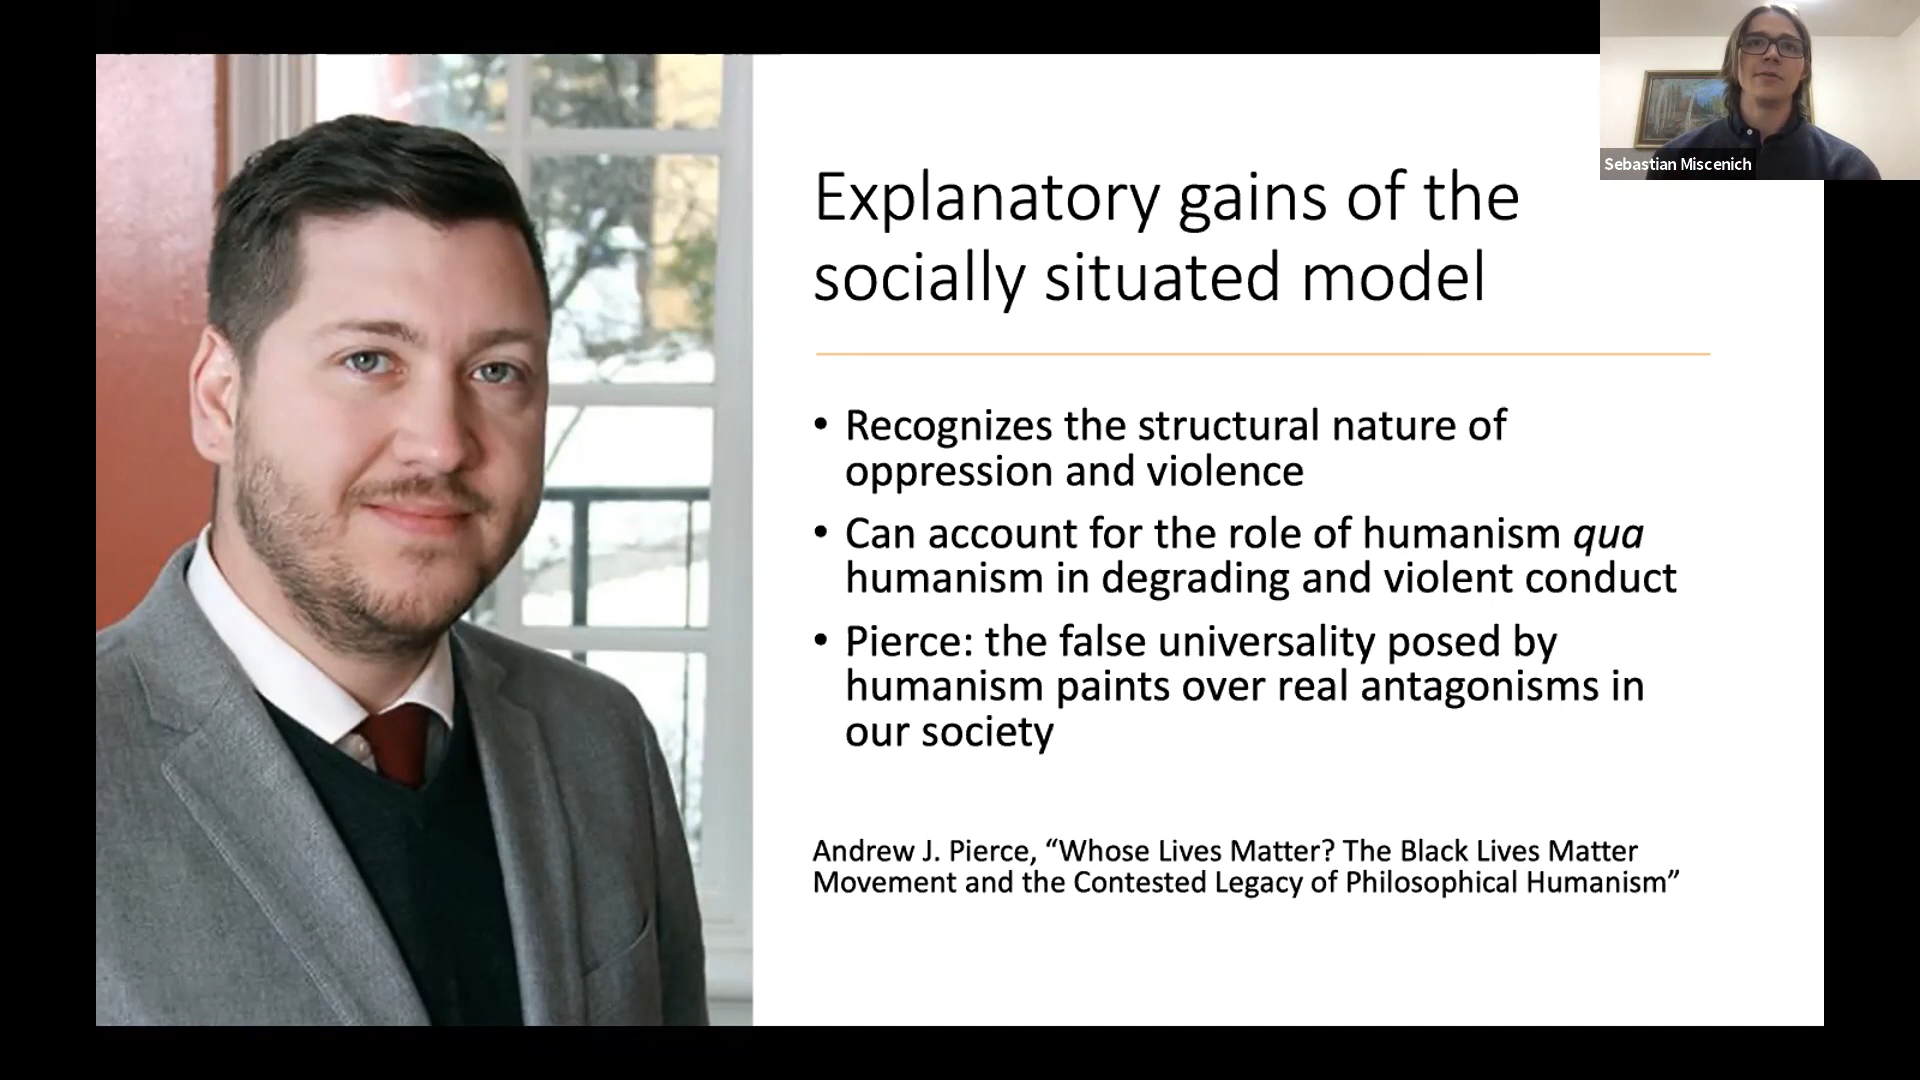 Sebastian Miscenich
Explanatory gains of the
socially situated model
• Recognizes the structural nature of
oppression and violence
• Can account for the role of humanism qua
humanism in degrading and violent conduct
• Pierce: the false universality posed by
humanism paints over real antagonisms in
our society
Andrew J. Pierce, “Whose Lives Matter? The Black Lives Matter
Movement and the Contested Legacy of Philosophical Humanism”